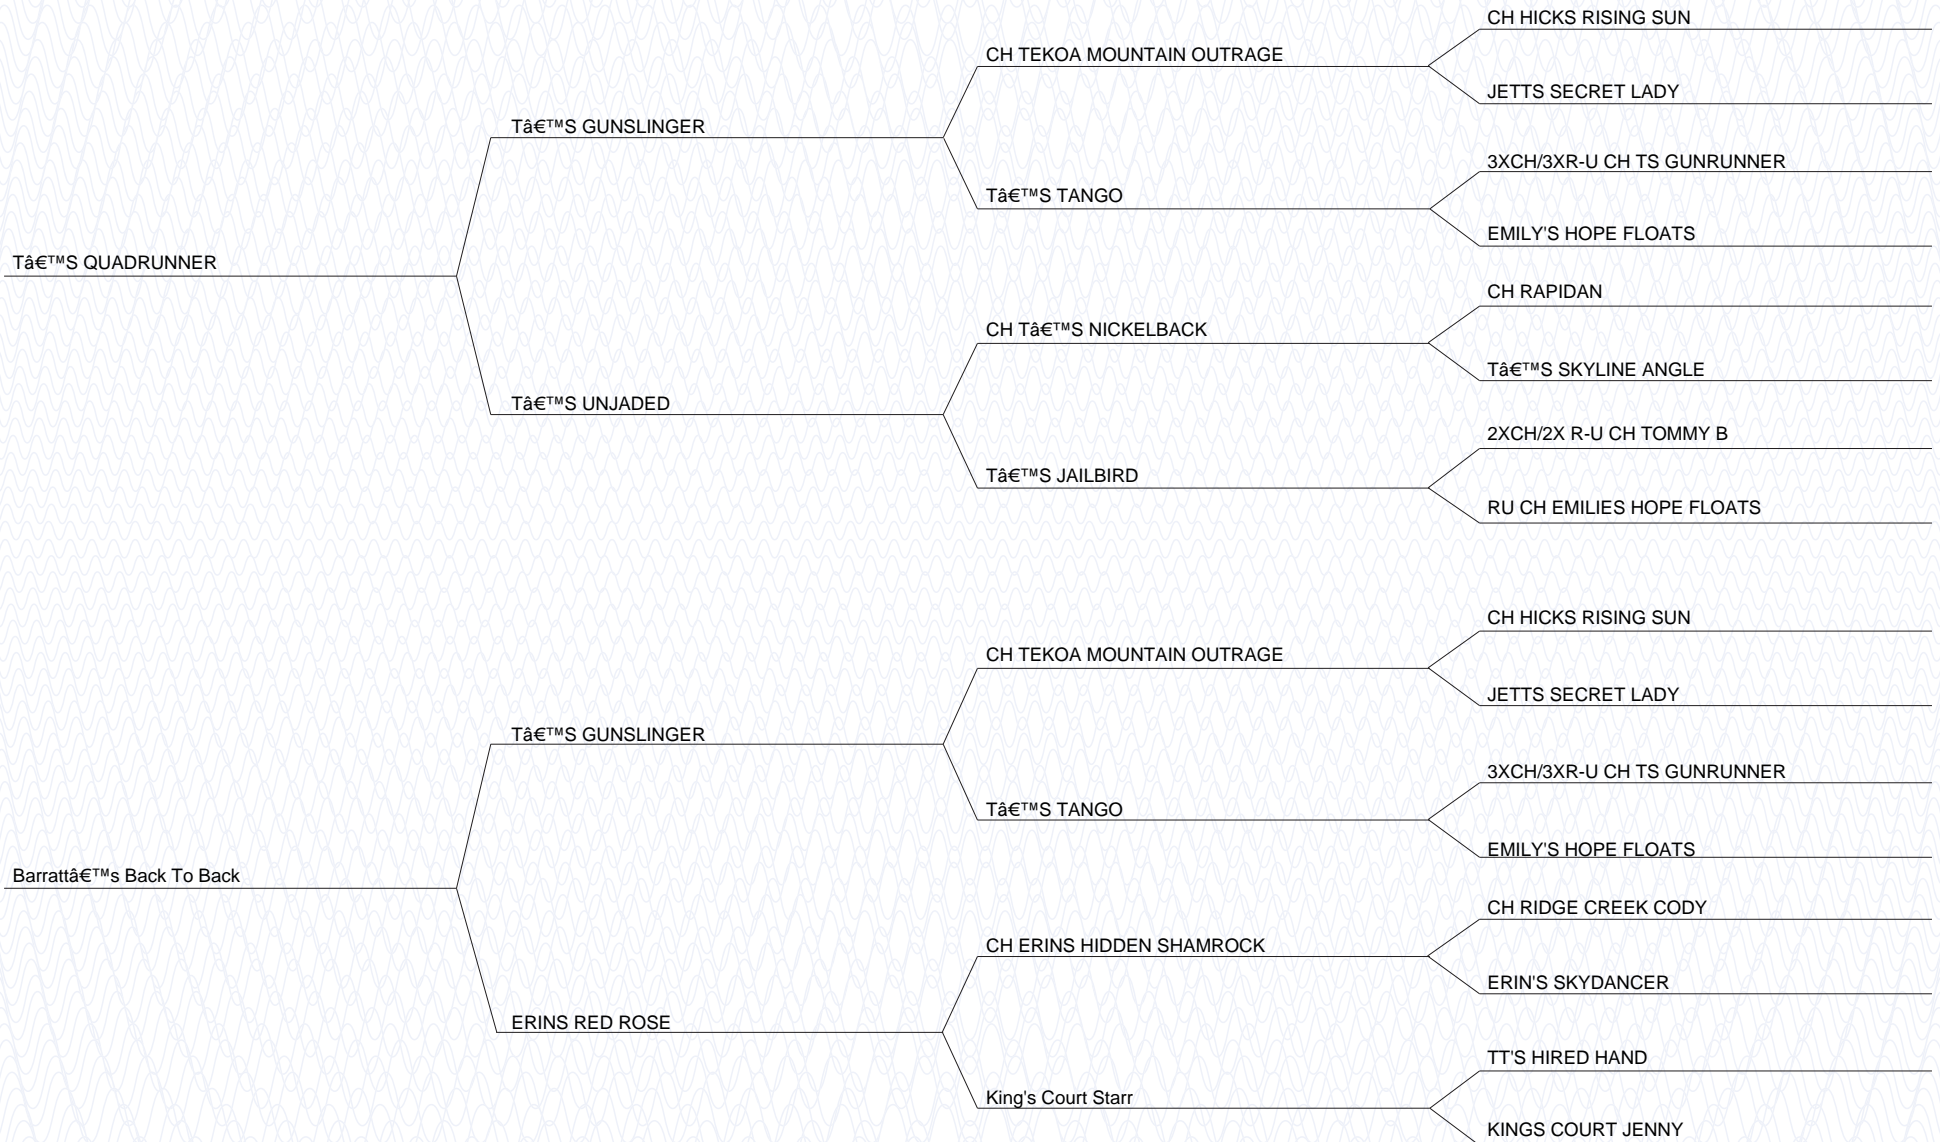 CH HICKS RISING SUN
CH TEKOA MOUNTAIN OUTRAGE
JETTS SECRET LADY
Tâ€™S GUNSLINGER
3XCH/3XR-U CH TS GUNRUNNER
Tâ€™S TANGO
EMILY'S HOPE FLOATS
Tâ€™S QUADRUNNER
CH RAPIDAN
CH Tâ€™S NICKELBACK
Tâ€™S SKYLINE ANGLE
Tâ€™S UNJADED
2XCH/2X R-U CH TOMMY B
Tâ€™S JAILBIRD
RU CH EMILIES HOPE FLOATS
CH HICKS RISING SUN
CH TEKOA MOUNTAIN OUTRAGE
JETTS SECRET LADY
Tâ€™S GUNSLINGER
3XCH/3XR-U CH TS GUNRUNNER
Tâ€™S TANGO
EMILY'S HOPE FLOATS
Barrattâ€™s Back To Back
CH RIDGE CREEK CODY
CH ERINS HIDDEN SHAMROCK
ERIN'S SKYDANCER
ERINS RED ROSE
TT'S HIRED HAND
King's Court Starr
KINGS COURT JENNY